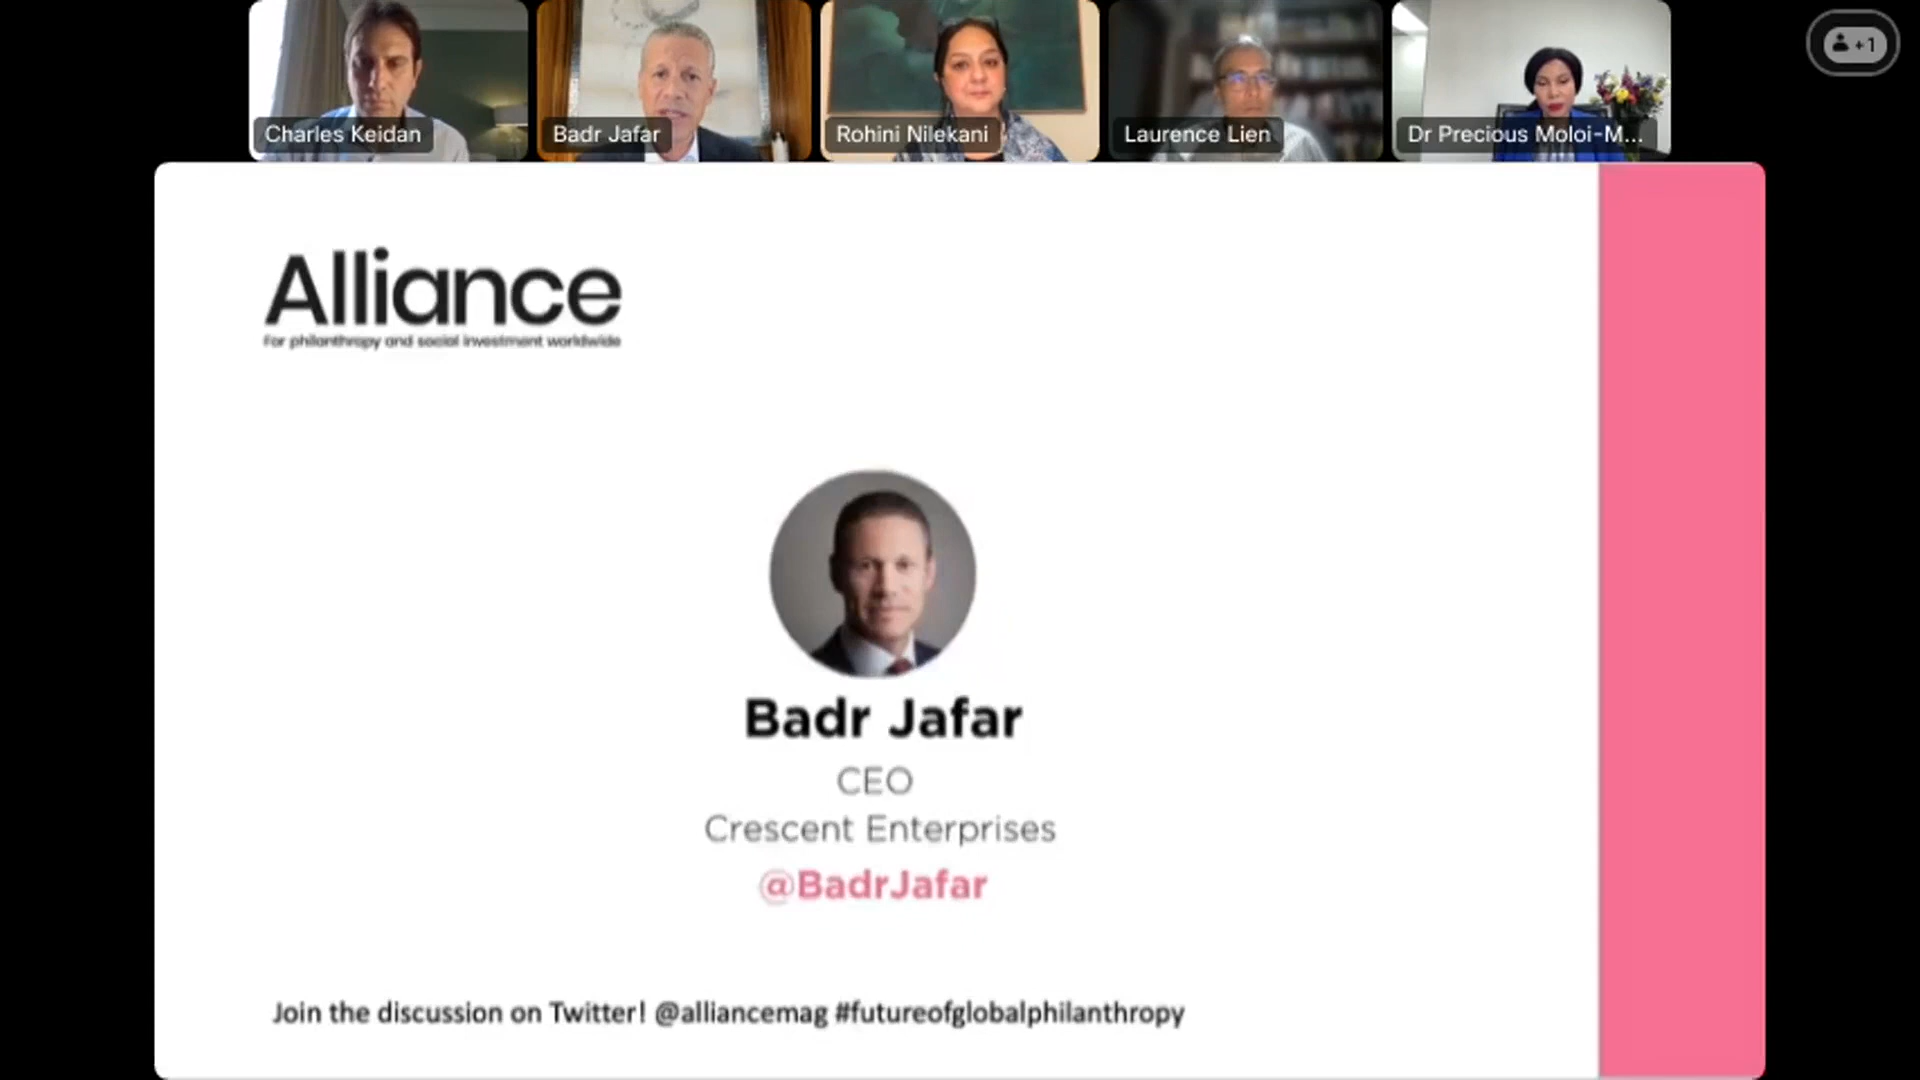 Charles Keidan
Badr Jafar
Rohini Nilekani
Laurence Lien
Dr Precious Moloi-M...
+1
Alliance
For philanthropy and social investment worldwide
Badr Jafar
CEO
Crescent Enterprises
@BadrJafar
Join the discussion on Twitter! @alliancemag #futureofglobalphilanthropy